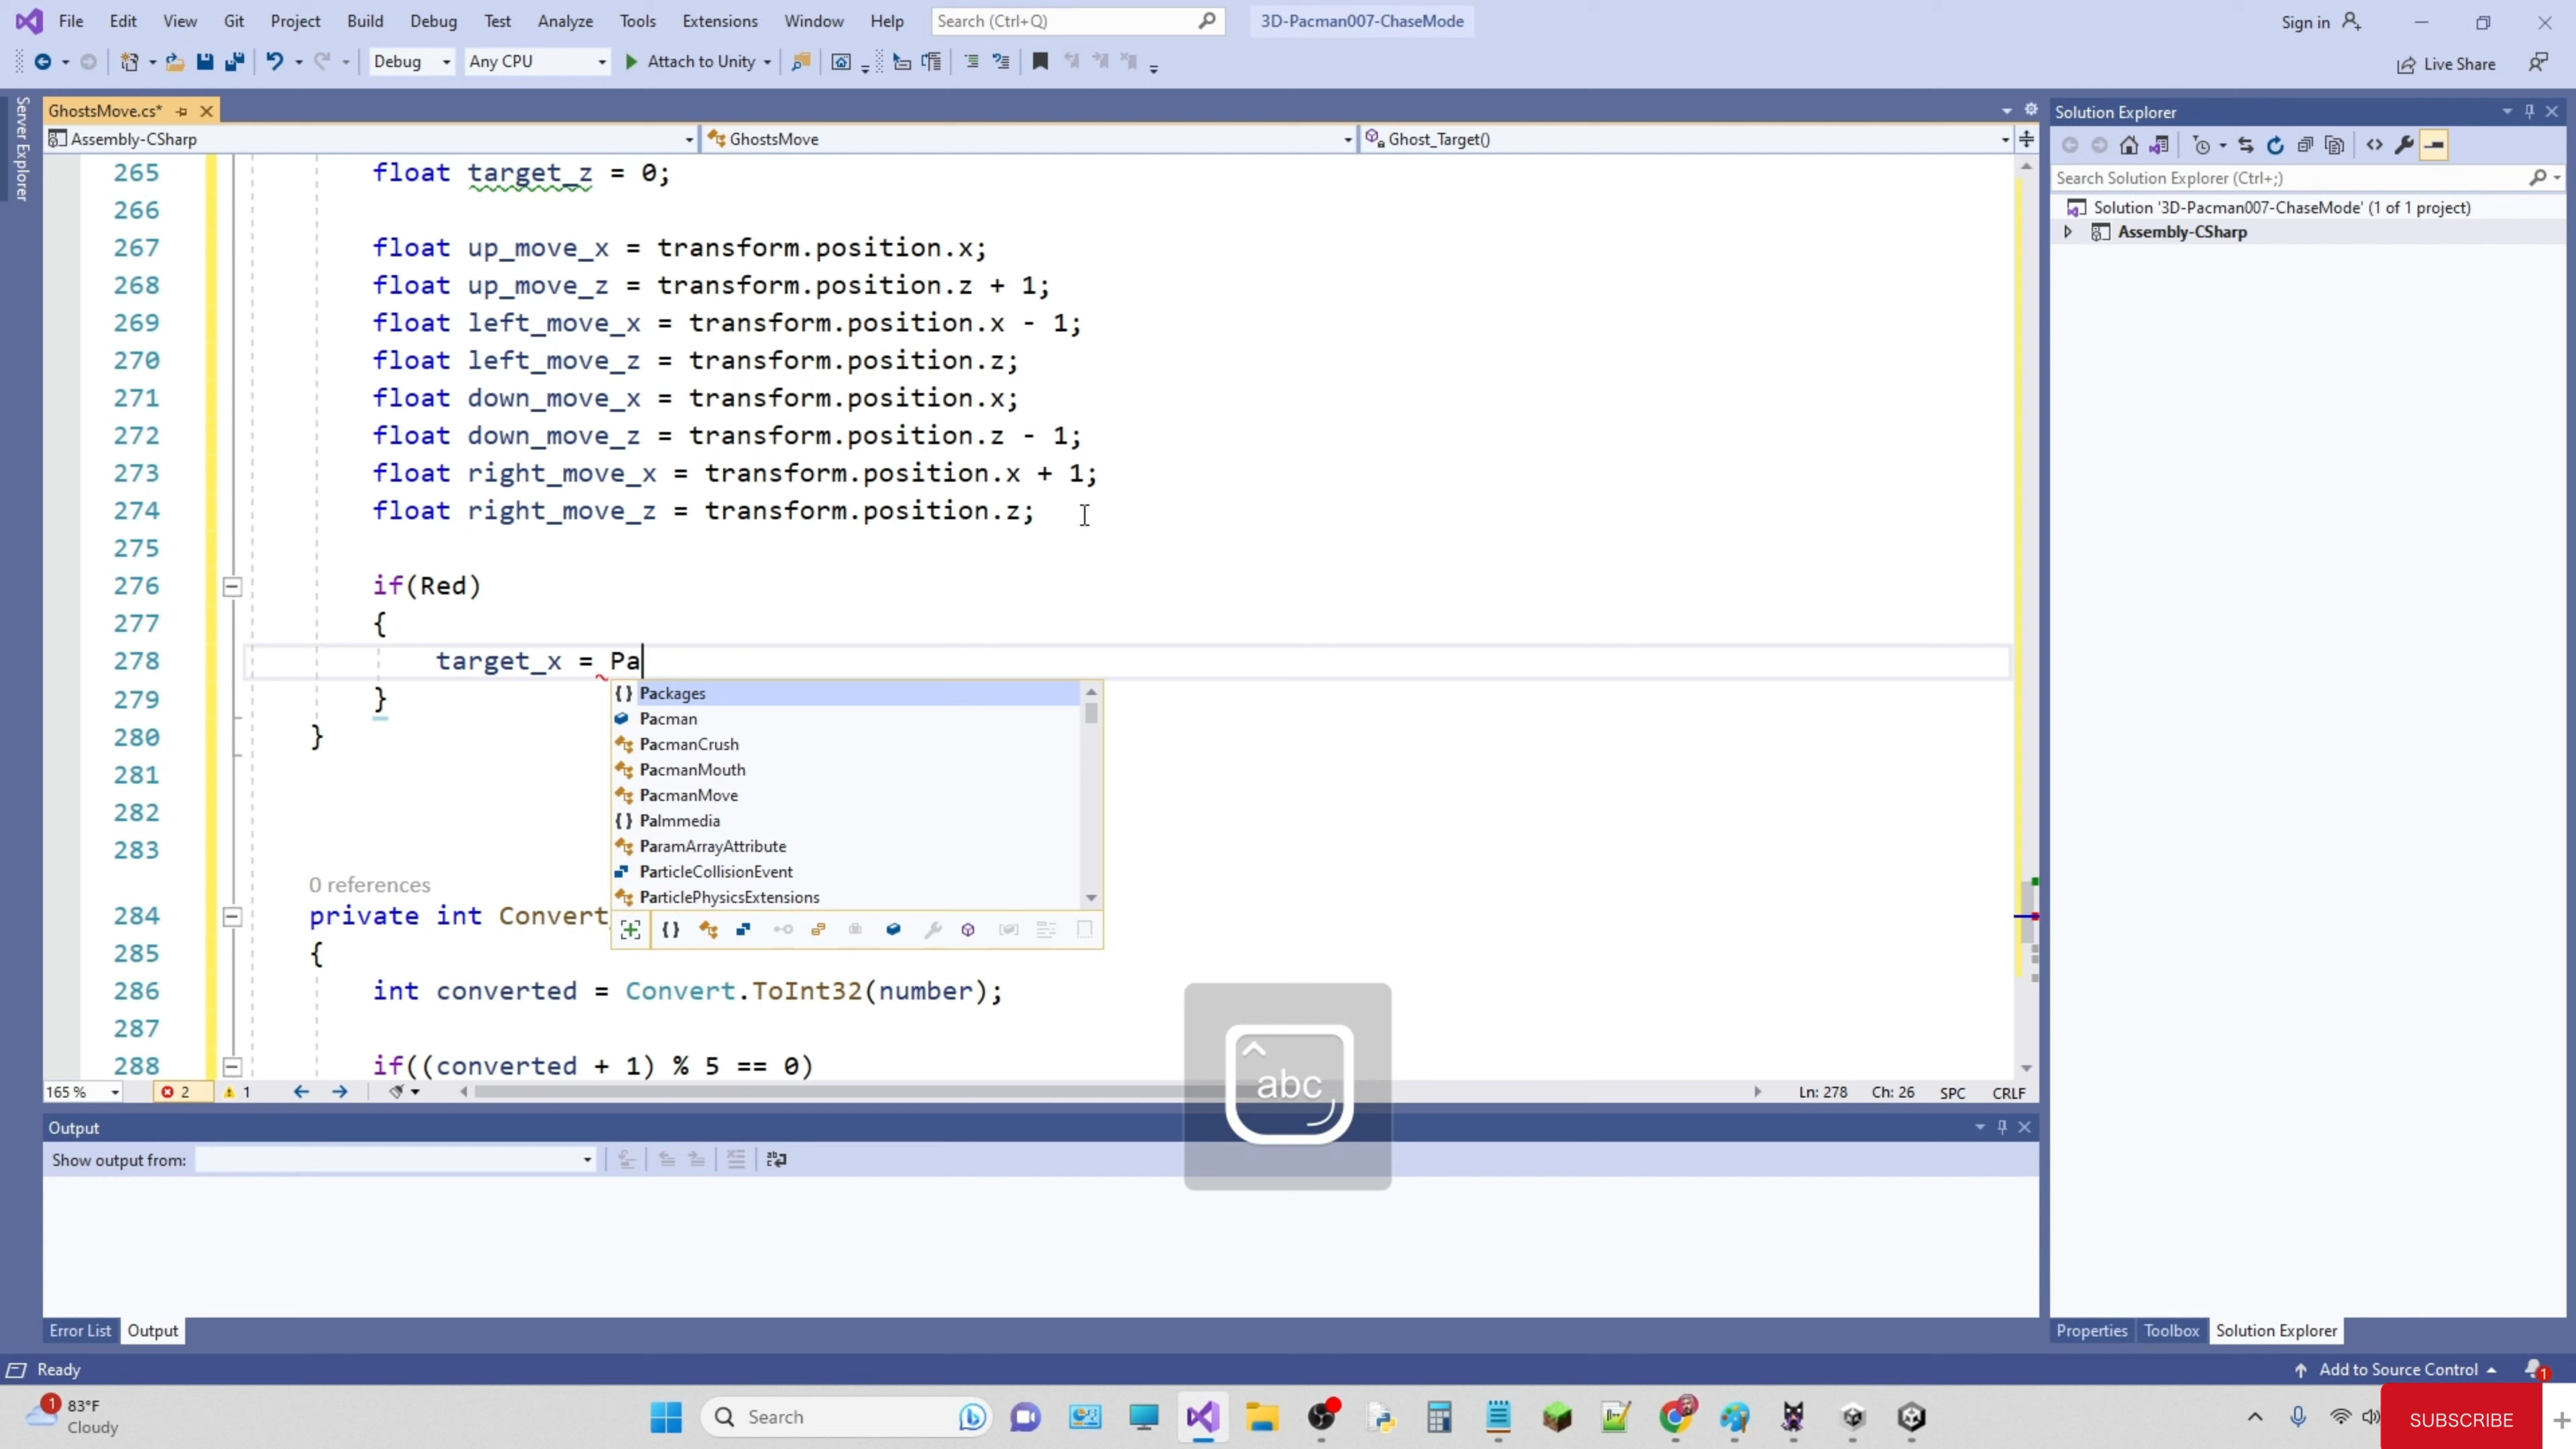 File Edit View Git Project Build Debug Test Analyze Tools Extensions Window Help Search (Ctrl+Q) 3D-Pacman007-ChaseMode Sign in
Debug Any CPU Attach to Unity Live Share
Server Explorer
GhostsMove.cs*
Assembly-CSharp GhostsMove Ghost_Target()
265 float target_z = 0;
266
267 float up_move_x = transform.position.x;
268 float up_move_z = transform.position.z + 1;
269 float left_move_x = transform.position.x - 1;
270 float left_move_z = transform.position.z;
271 float down_move_x = transform.position.x;
272 float down_move_z = transform.position.z - 1;
273 float right_move_x = transform.position.x + 1;
274 float right_move_z = transform.position.z;
275
276 if(Red)
277 {
278 target_x = Pa
279 }
280 }
281
282
283
{} Packages
Pacman
PacmanCrush
PacmanMouth
PacmanMove
{} Palmmedia
ParamArrayAttribute
ParticleCollisionEvent
ParticlePhysicsExtensions
0 references
284 private int Convert
285 {
286 int converted = Convert.ToInt32(number);
287
288 if((converted + 1) % 5 == 0)
abc
165 % 2 1 Ln: 278 Ch: 26 SPC CRLF
Output
Show output from:
Error List Output
Solution Explorer
Search Solution Explorer (Ctrl+;)
Solution '3D-Pacman007-ChaseMode' (1 of 1 project)
Assembly-CSharp
Properties Toolbox Solution Explorer
Ready Add to Source Control 1
1 83°F
Cloudy
Search
SUBSCRIBE